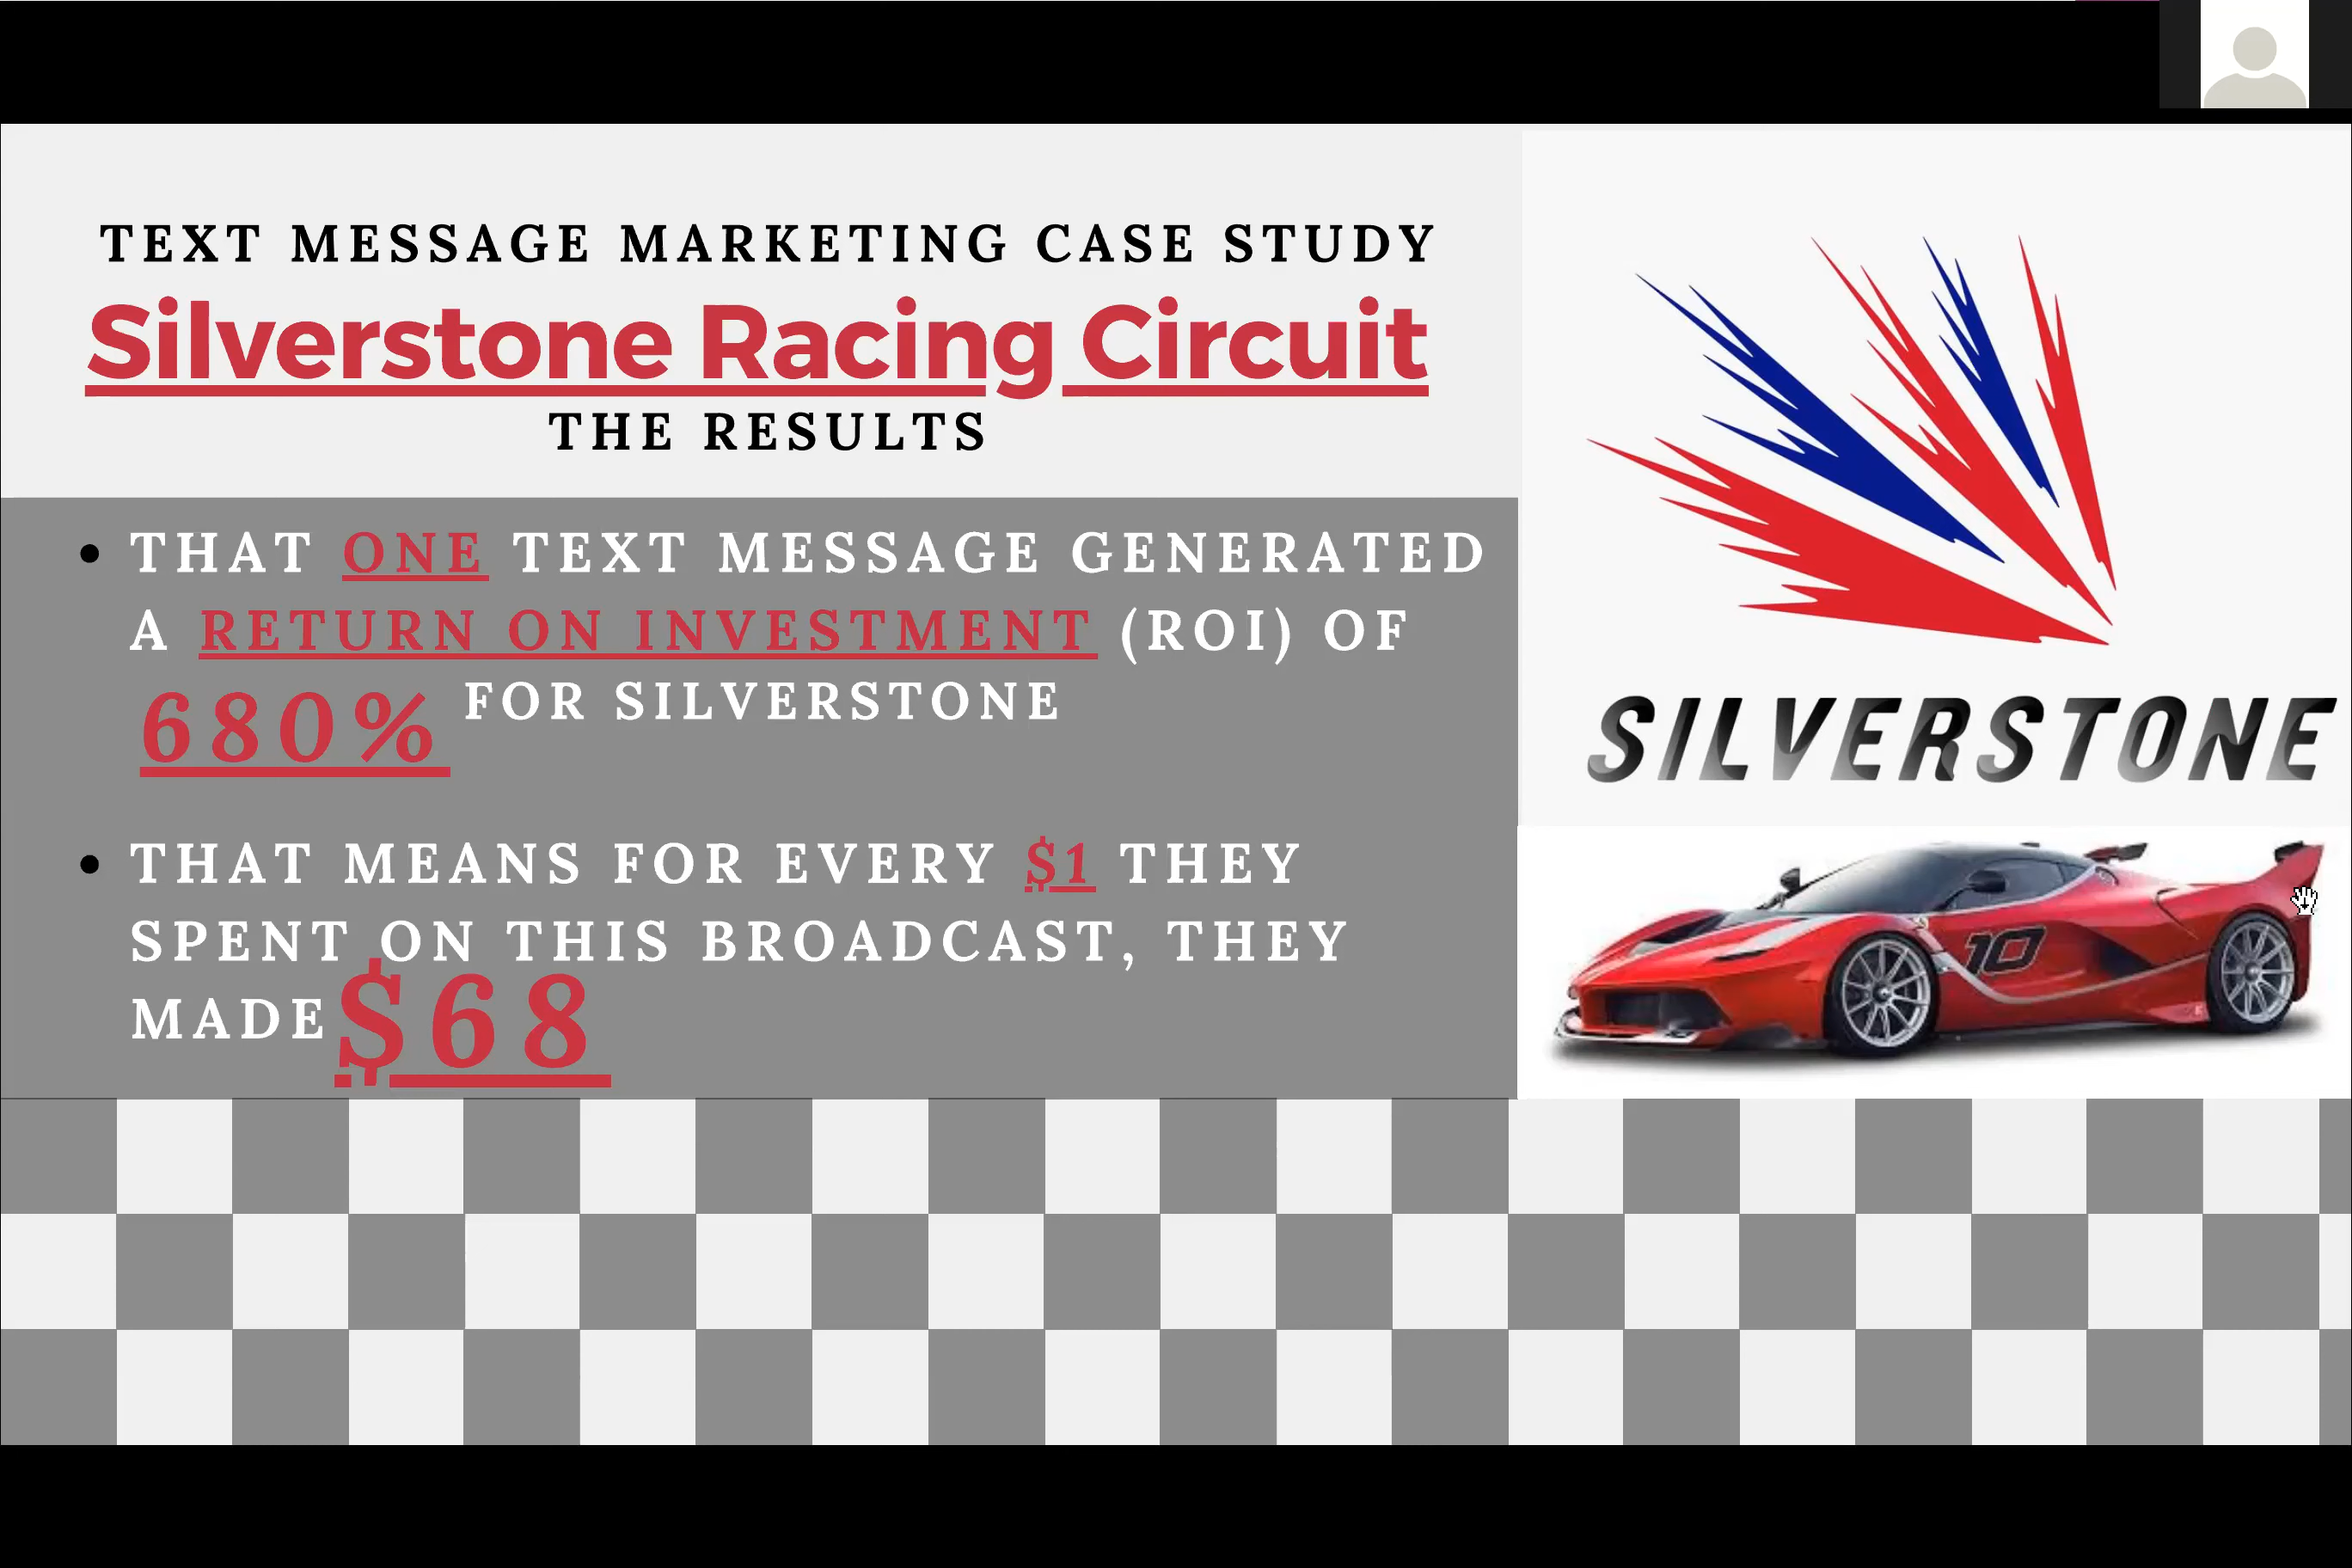 TEXT MESSAGE MARKETING CASE STUDY
Silverstone Racing Circuit
THE RESULTS
• THAT ONE TEXT MESSAGE GENERATED
A RETURN ON INVESTMENT (ROI) OF
680% FOR SILVERSTONE
• THAT MEANS FOR EVERY $1 THEY
SPENT ON THIS BROADCAST, THEY
MADE $68
SILVERSTONE
10